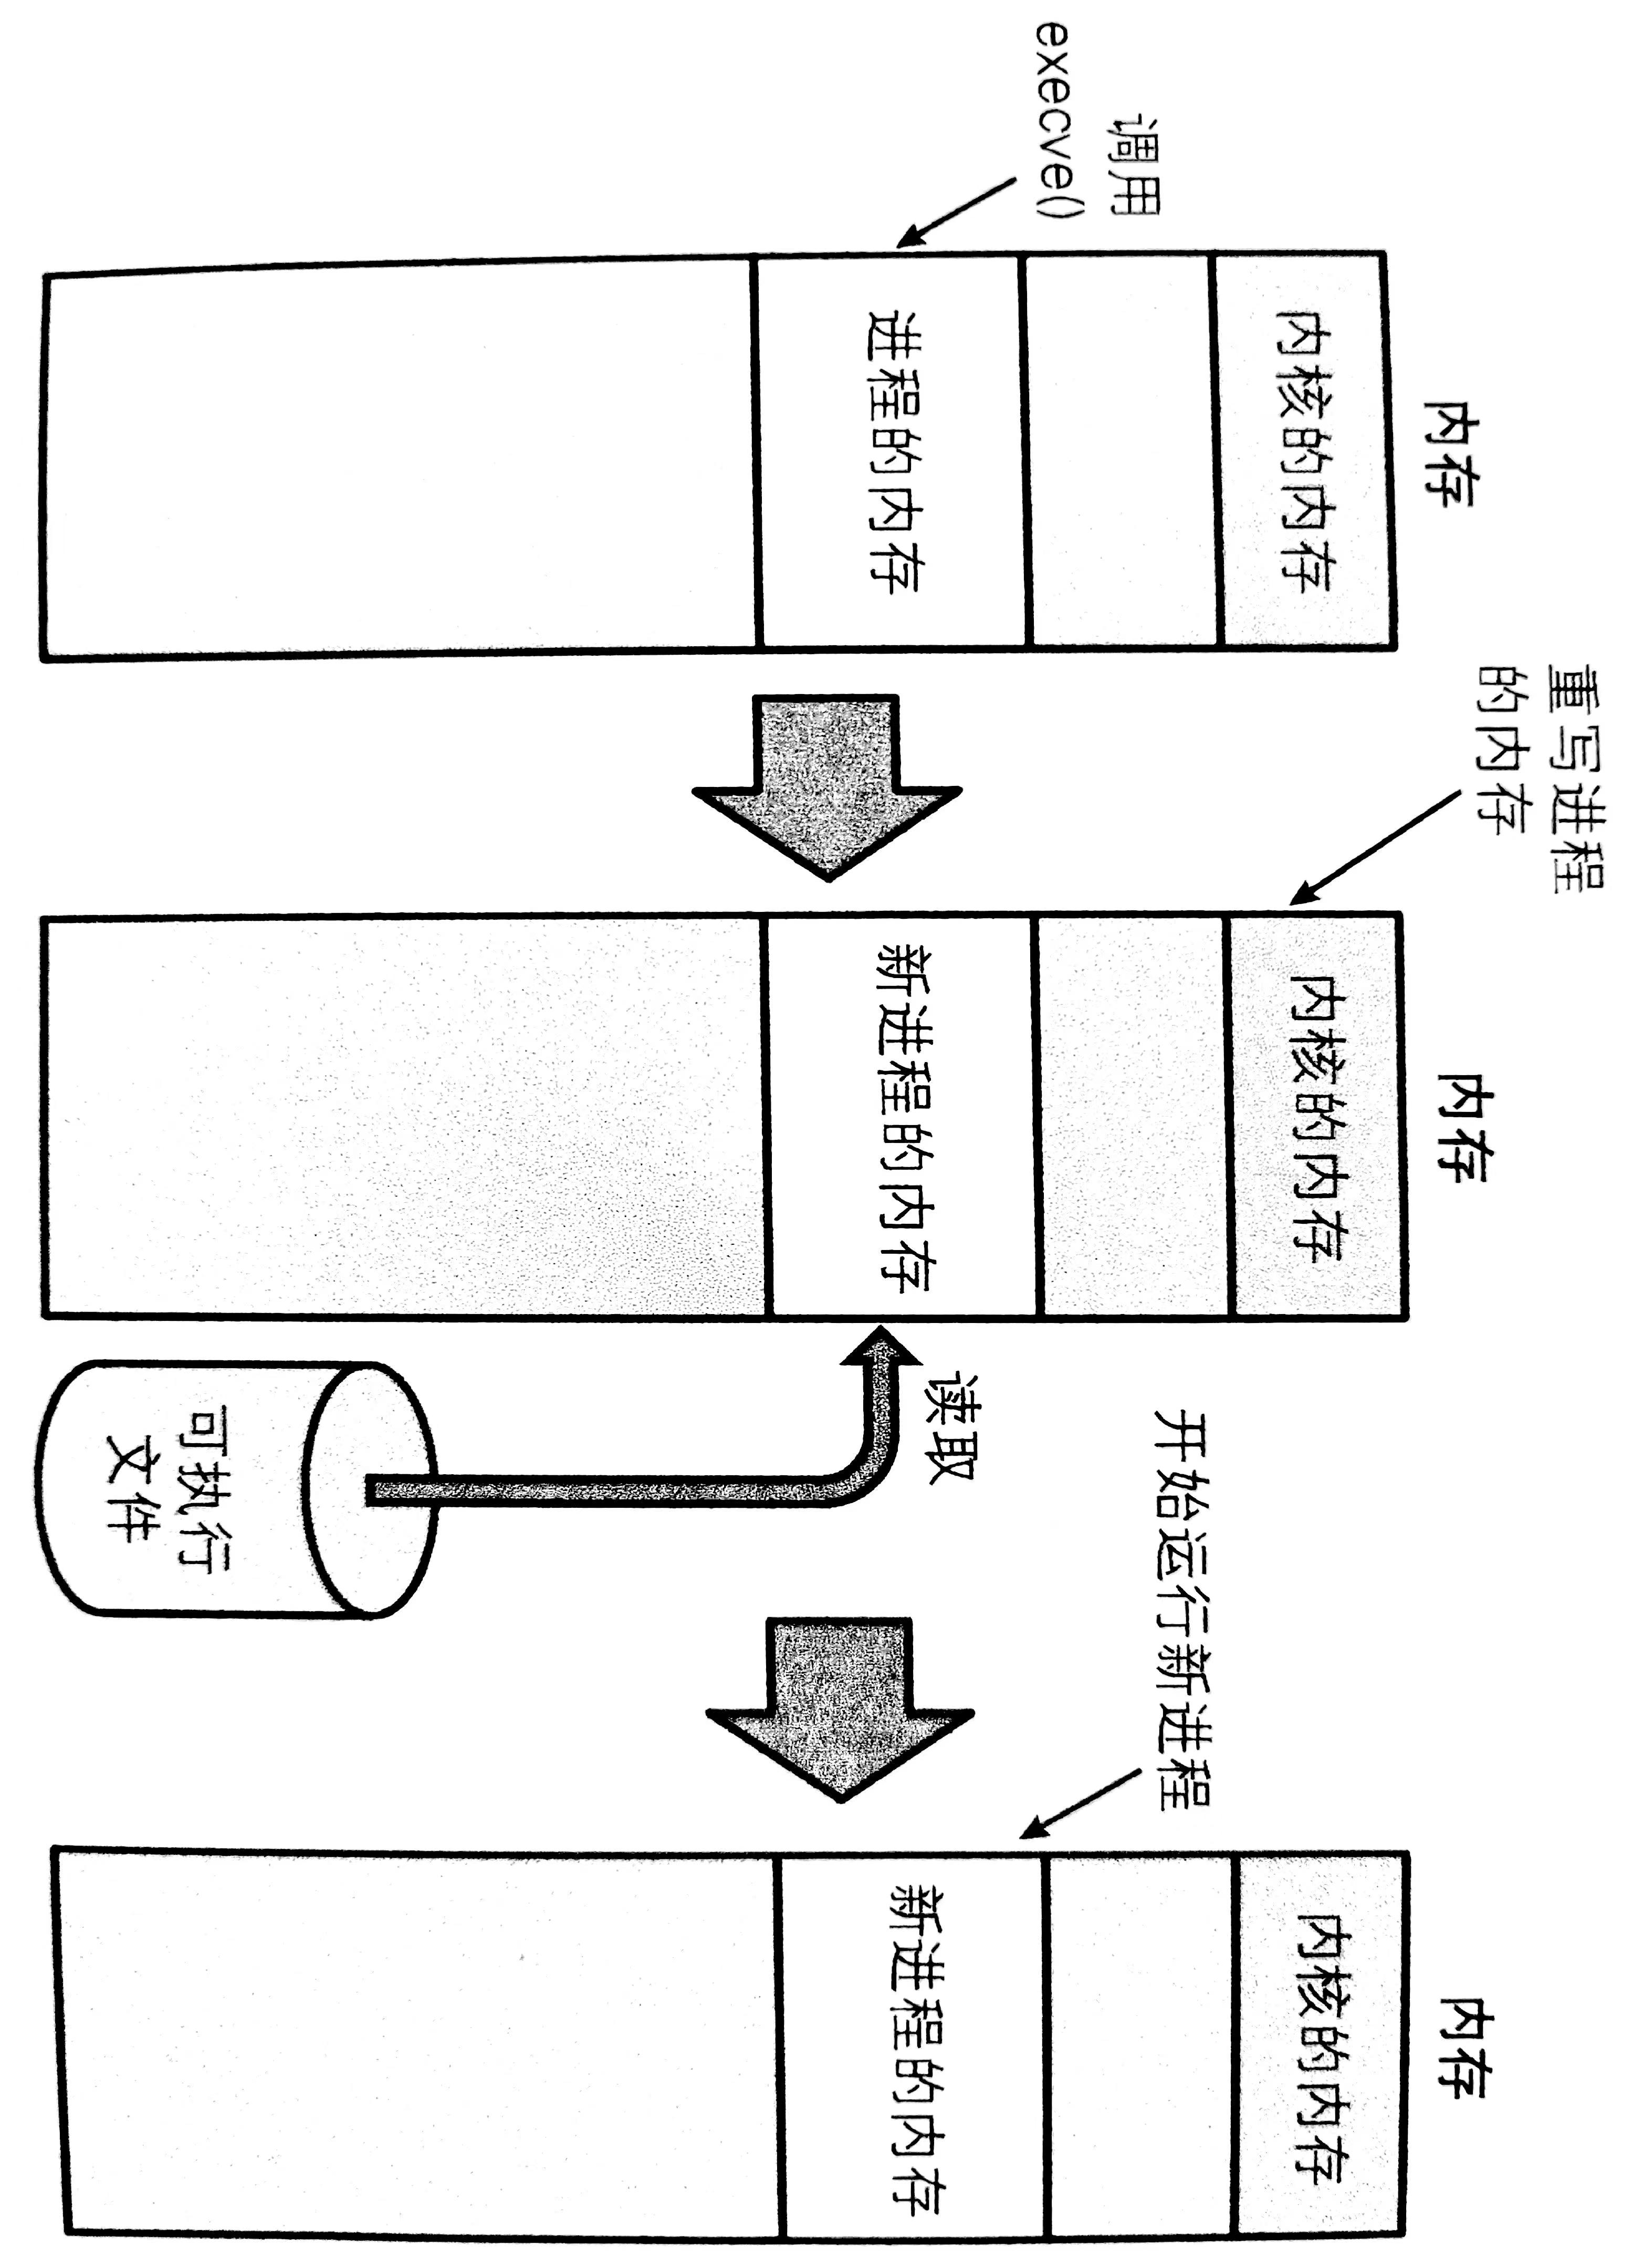 重写进程
的内存
内存
内存
内存
内核的内存
内核的内存
内核的内存
调用
execve()
开始运行新进程
进程的内存
新进程的内存
读取
新进程的内存
可执行
文件